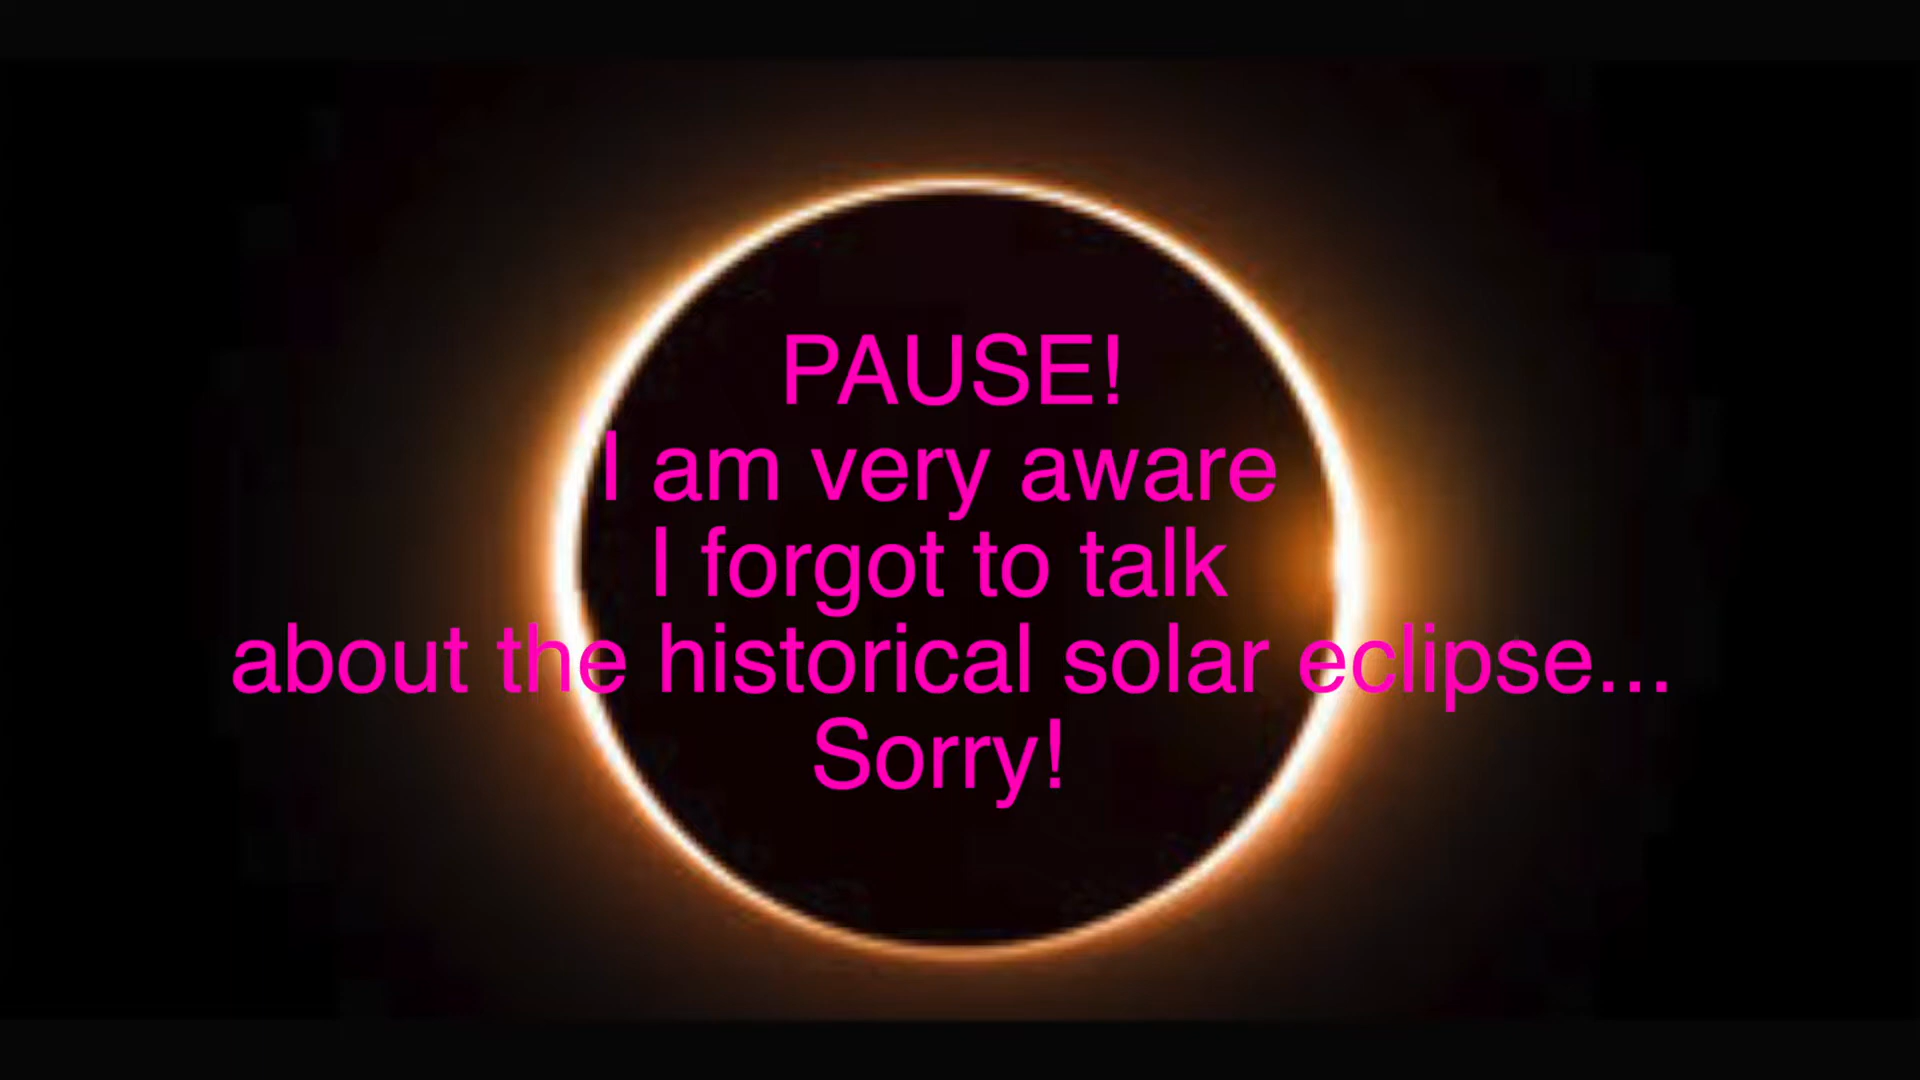 PAUSE!
I am very aware
I forgot to talk
about the historical solar eclipse...
Sorry!